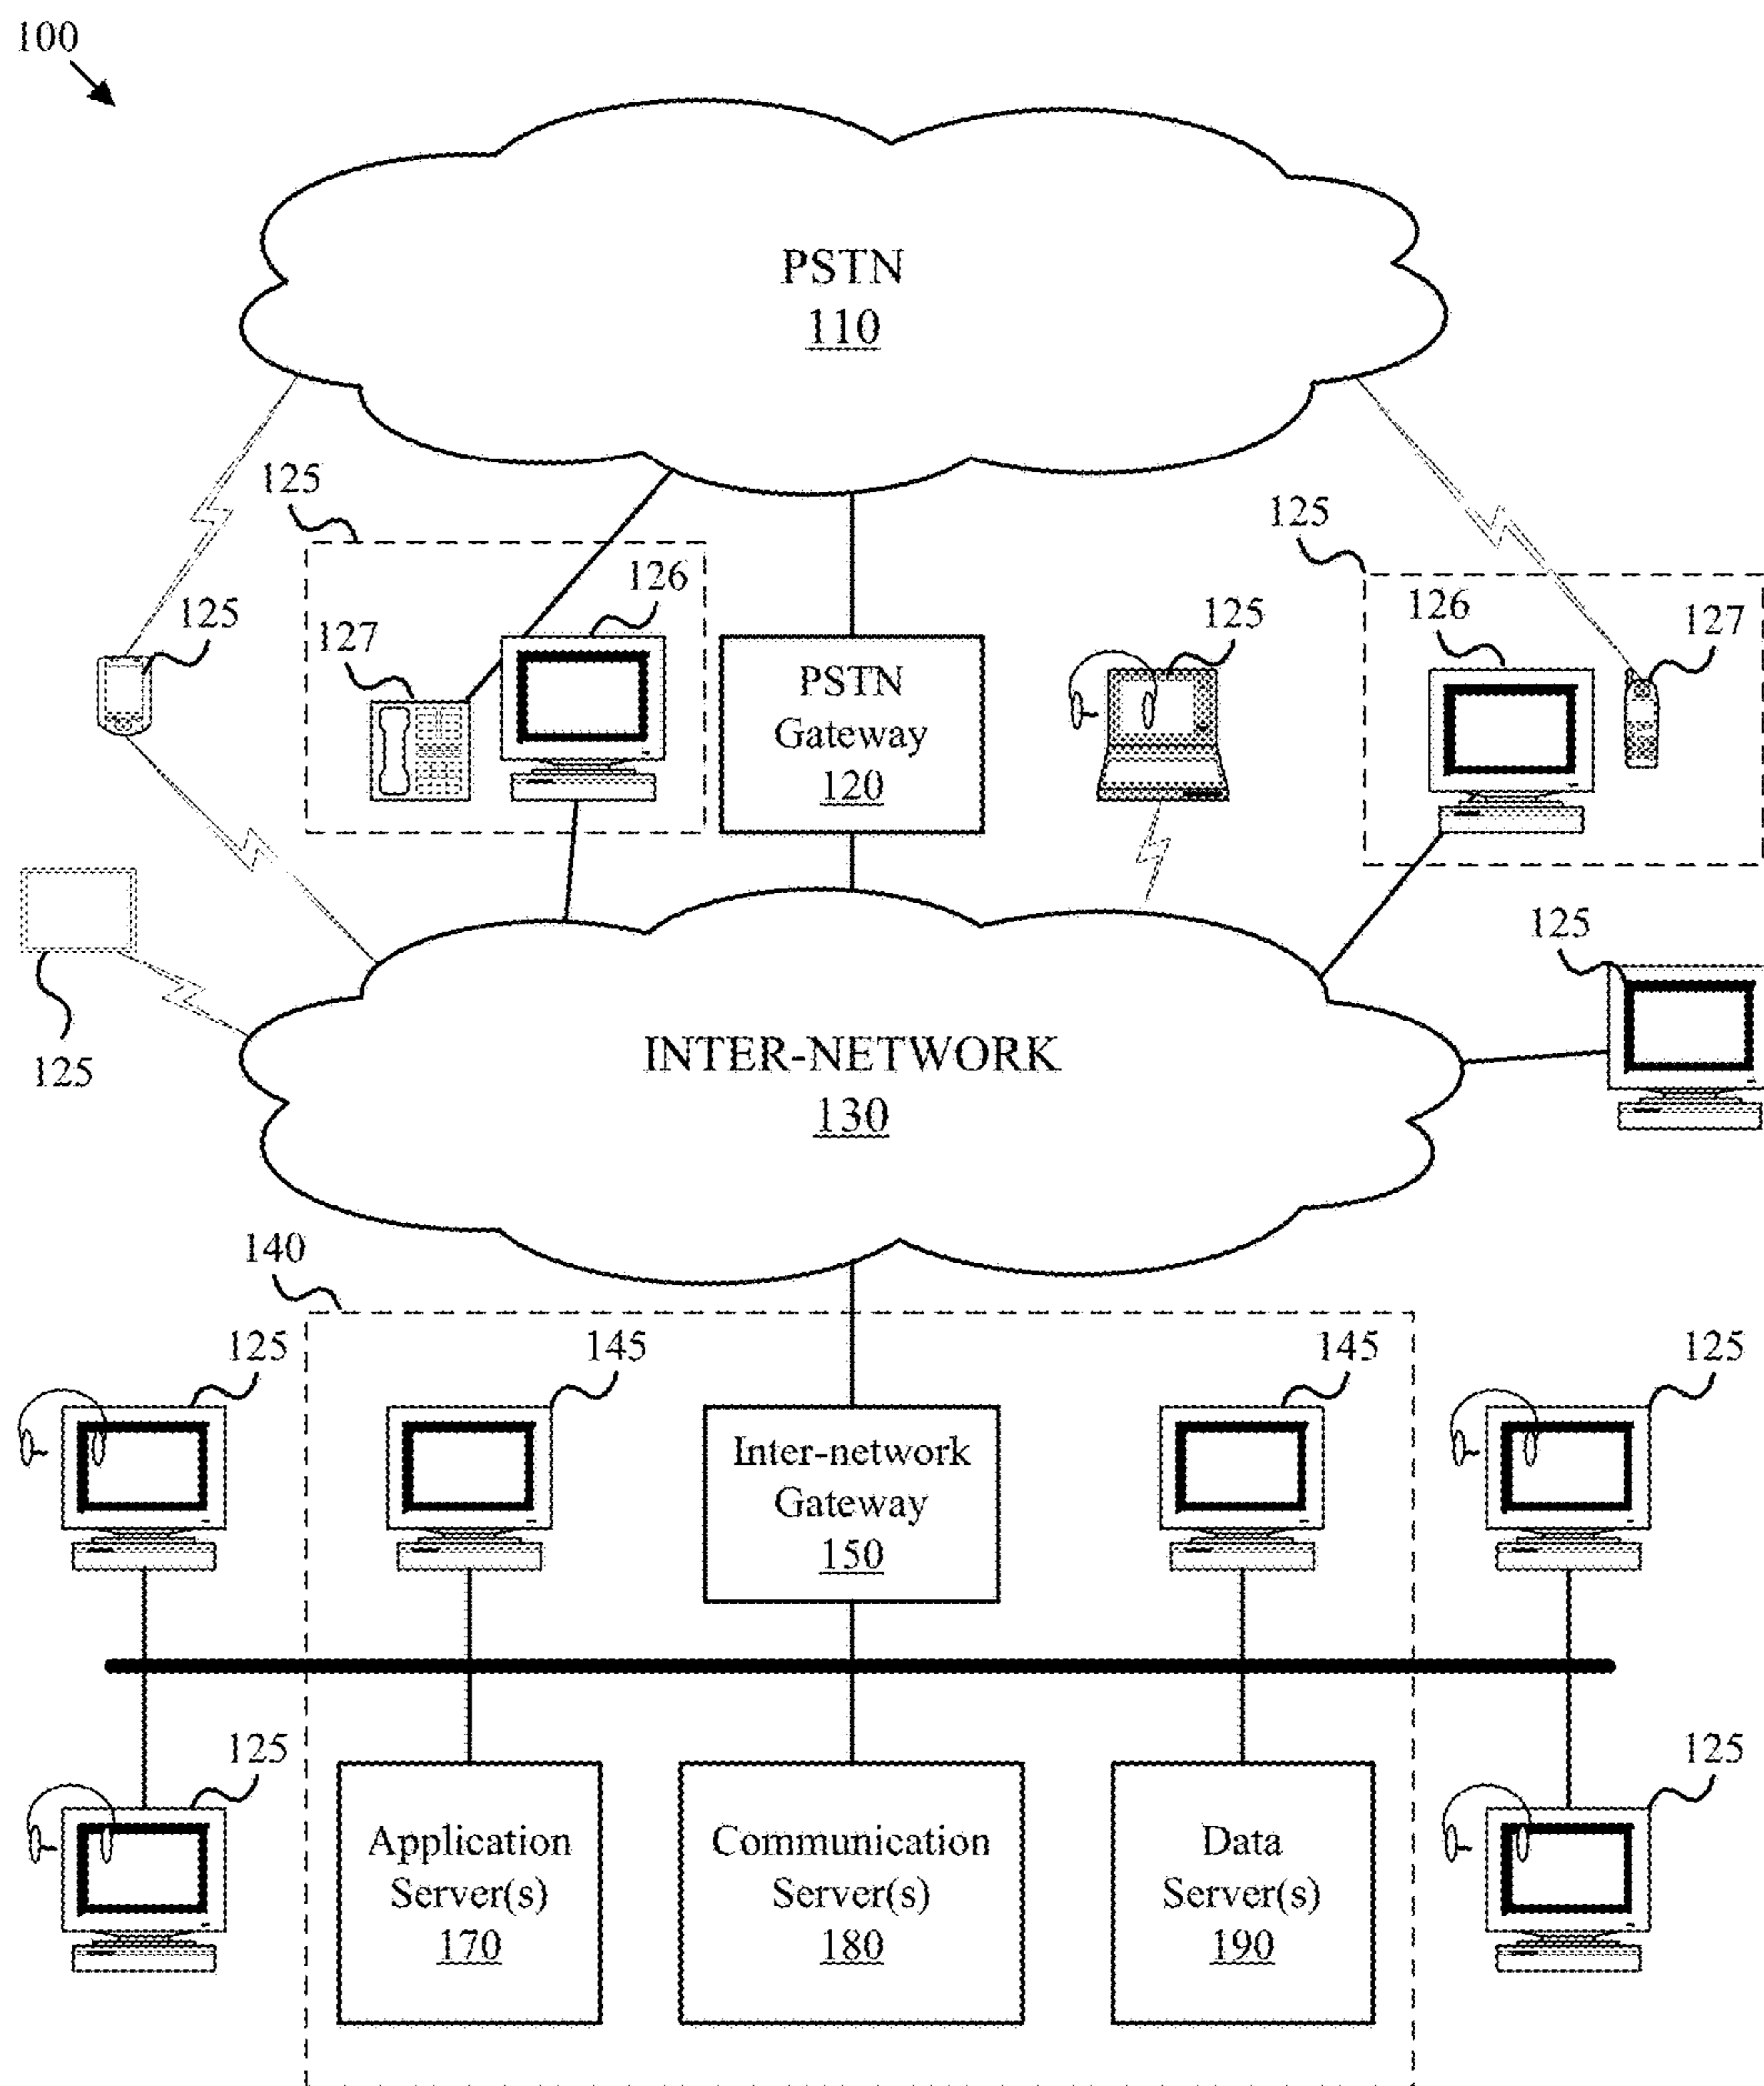 100
PSTN
110
125
125
126
125
126
127
125
127
PSTN
Gateway
120
125
125
INTER-NETWORK
130
140
125
145
145
125
Inter-network
Gateway
150
125
125
Application
Server(s)
170
Communication
Server(s)
180
Data
Server(s)
190